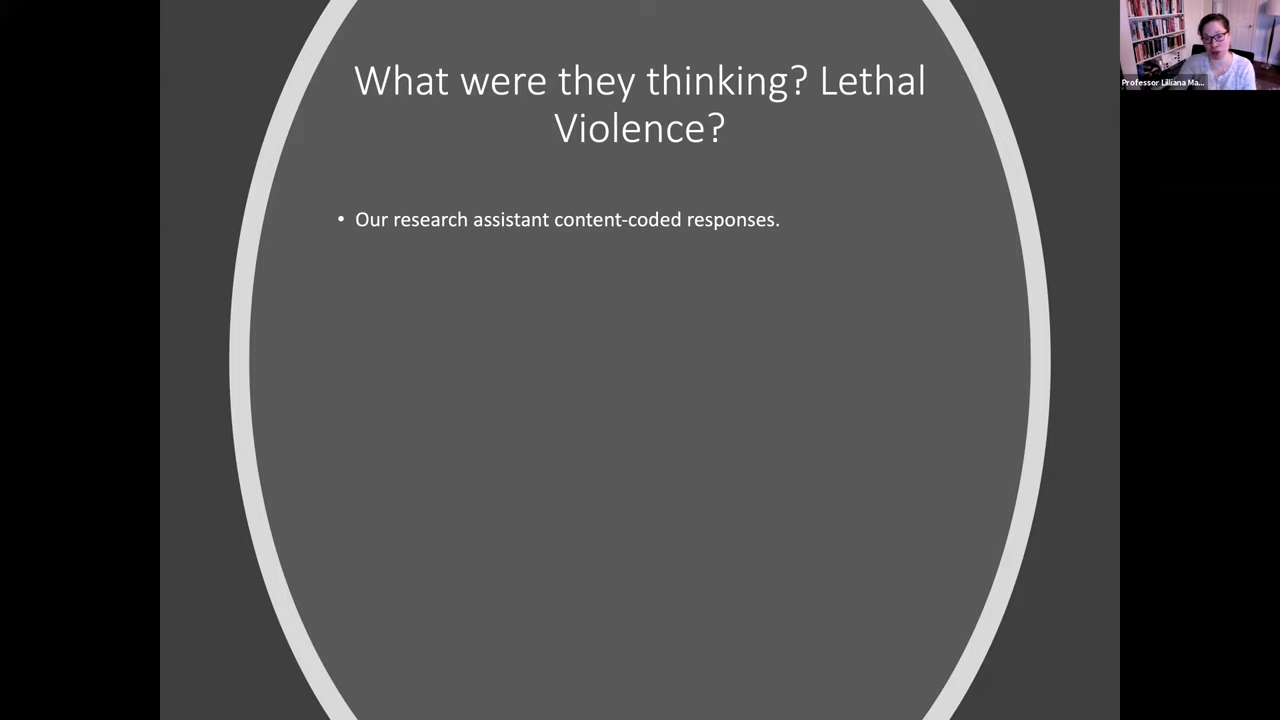 What were they thinking? Lethal
Violence?
• Our research assistant content-coded responses.
Professor Liliana Ma...